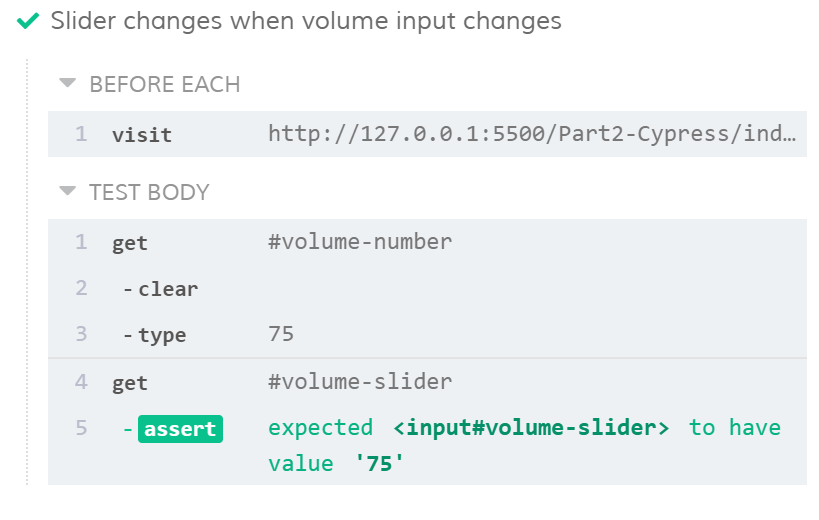 Slider changes when volume input changes
BEFORE EACH
1 visit http://127.0.0.1:5500/Part2-Cypress/ind…
TEST BODY
1 get #volume-number
2 -clear
3 -type 75
4 get #volume-slider
5 -assert expected <input#volume-slider> to have
value '75'